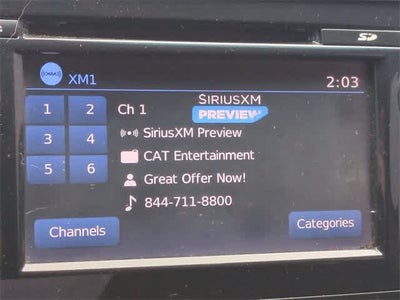 SD
XM
XM1
2:03
1 2
3 4
5 6
Ch 1
SIRIUSXM
PREVIEW
SiriusXM Preview
CAT Entertainment
Great Offer Now!
844-711-8800
Channels
Categories